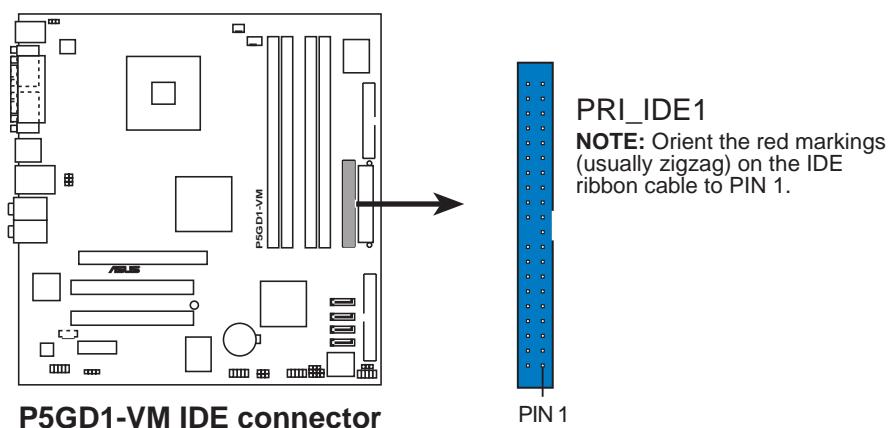 PRI_IDE1
NOTE: Orient the red markings
(usually zigzag) on the IDE
ribbon cable to PIN 1.
P5GD1-VM
ASUS
PIN 1
P5GD1-VM IDE connector